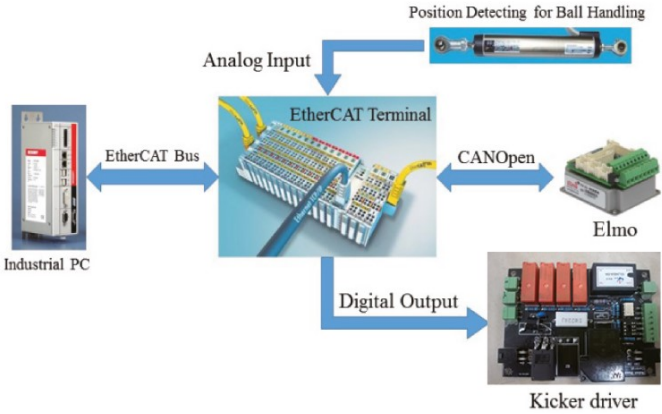 Position Detecting for Ball Handling
Analog Input
EtherCAT Terminal
EtherCAT Bus
CANOpen
Industrial PC
Elmo
Digital Output
Kicker driver